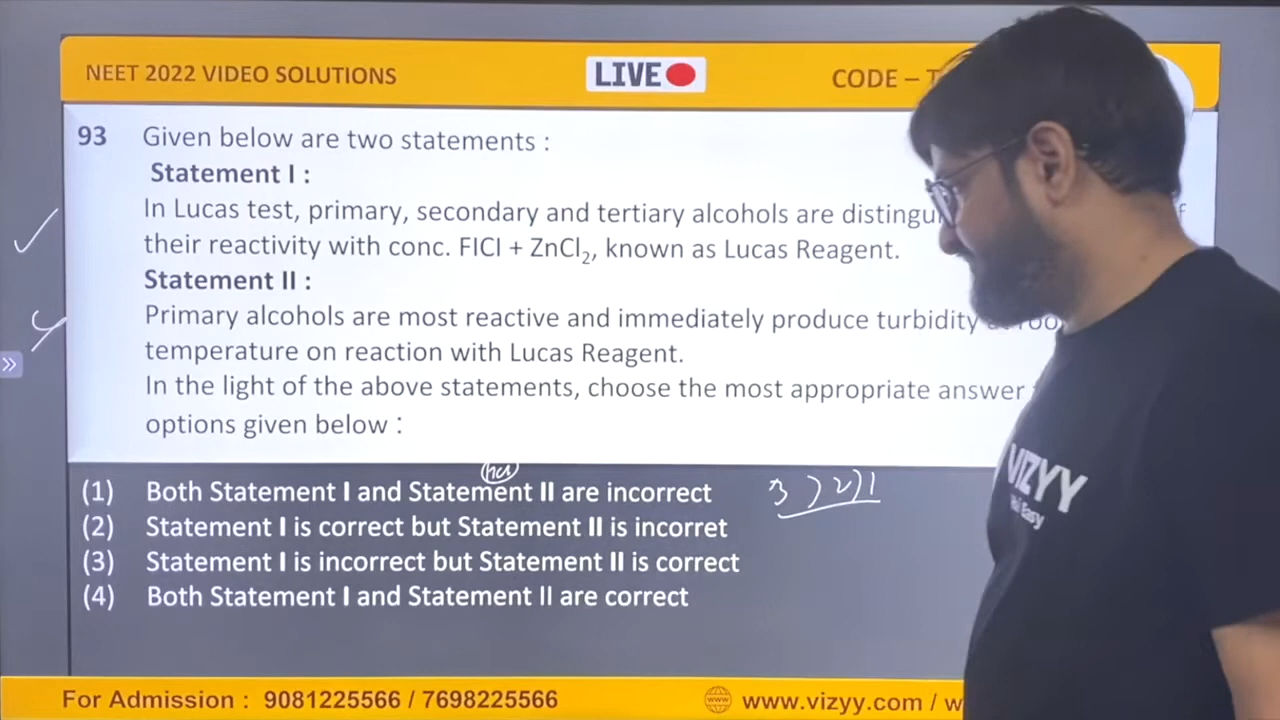 NEET 2022 VIDEO SOLUTIONS LIVE CODE –
93 Given below are two statements :
Statement I :
In Lucas test, primary, secondary and tertiary alcohols are
their reactivity with conc. FICI + ZnCl₂, known as Lucas Reagent.
Statement II :
Primary alcohols are most reactive and immediately produce turbidity
temperature on reaction with Lucas Reagent.
In the light of the above statements, choose the most appropriate answer
options given below :
(1) Both Statement I and Statement II are incorrect 3 > 2 > 1
(2) Statement I is correct but Statement II is incorret
(3) Statement I is incorrect but Statement II is correct
(4) Both Statement I and Statement II are correct
VIZYY
Easy
For Admission : 9081225566 / 7698225566 www www.vizyy.com /